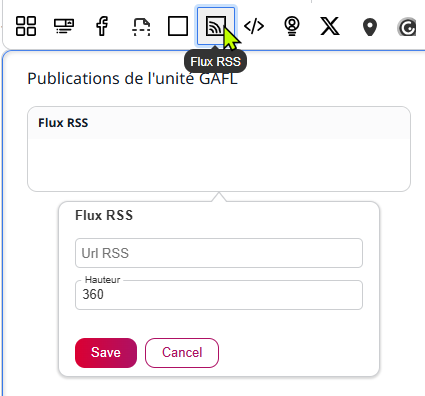 Flux RSS
Publications de l'unité GAFL
Flux RSS
Flux RSS
Url RSS
Hauteur
360
Save
Cancel